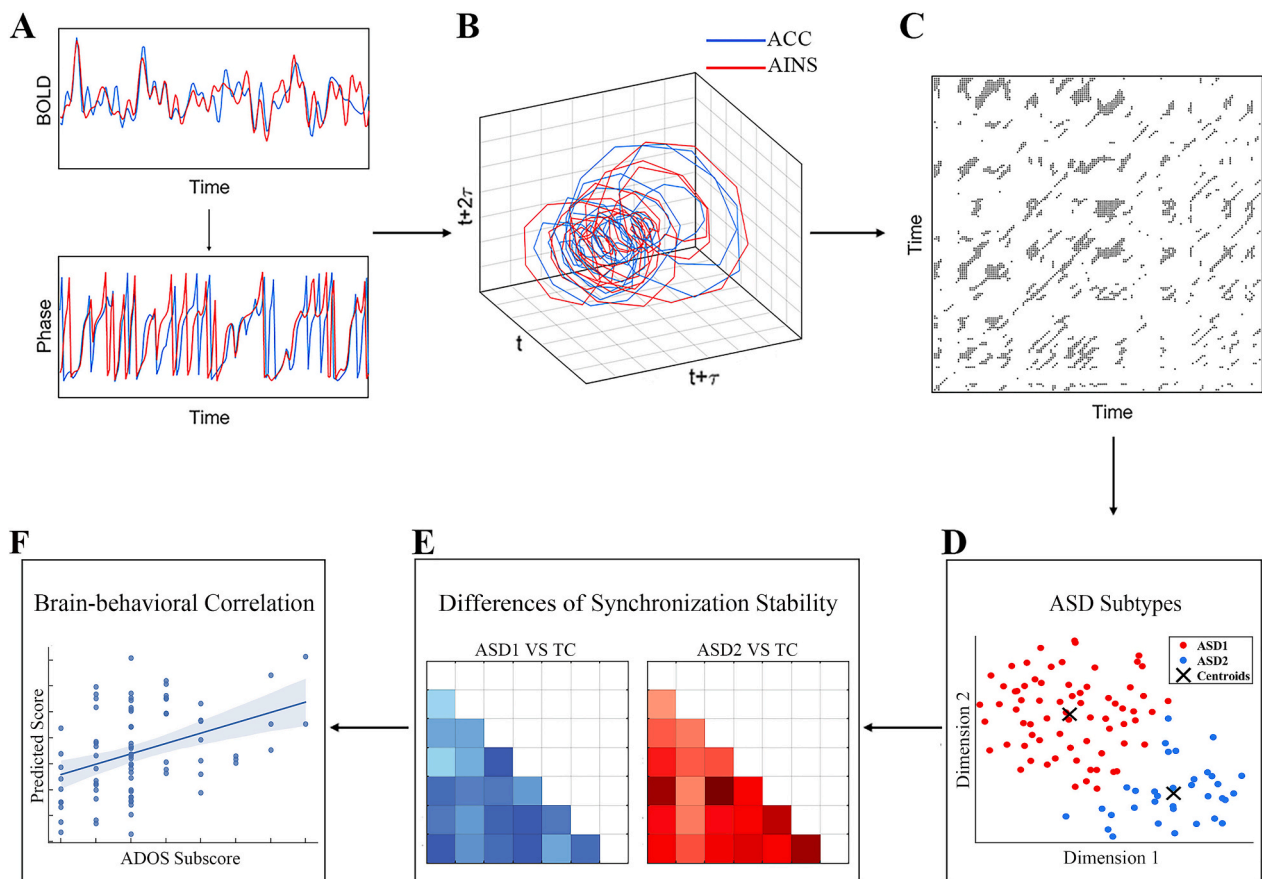 A
BOLD
Time
Phase
Time
B
ACC
AINS
t+2τ
t
t+τ
C
Time
Time
F
Brain-behavioral Correlation
Predicted Score
ADOS Subscore
E
Differences of Synchronization Stability
ASD1 VS TC
ASD2 VS TC
D
ASD Subtypes
ASD1
ASD2
Centroids
Dimension 2
Dimension 1